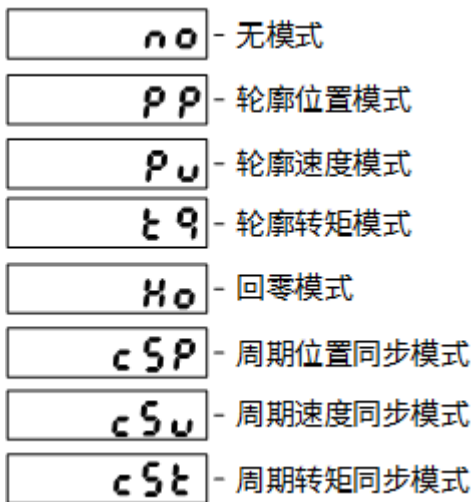 no - 无模式
PP - 轮廓位置模式
Pv - 轮廓速度模式
tq - 轮廓转矩模式
Ho - 回零模式
cSP - 周期位置同步模式
cSv - 周期速度同步模式
cSt - 周期转矩同步模式